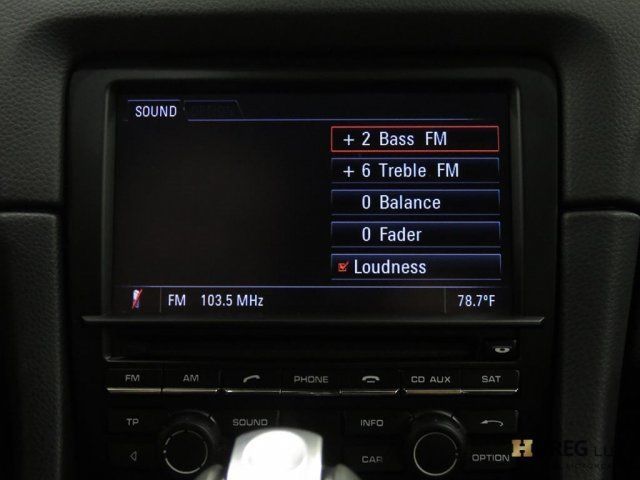 SOUND OPTION
+ 2 Bass FM
+ 6 Treble FM
0 Balance
0 Fader
Loudness
FM 103.5 MHz 78.7°F
FM AM PHONE CD AUX SAT
TP SOUND INFO
CAR OPTION